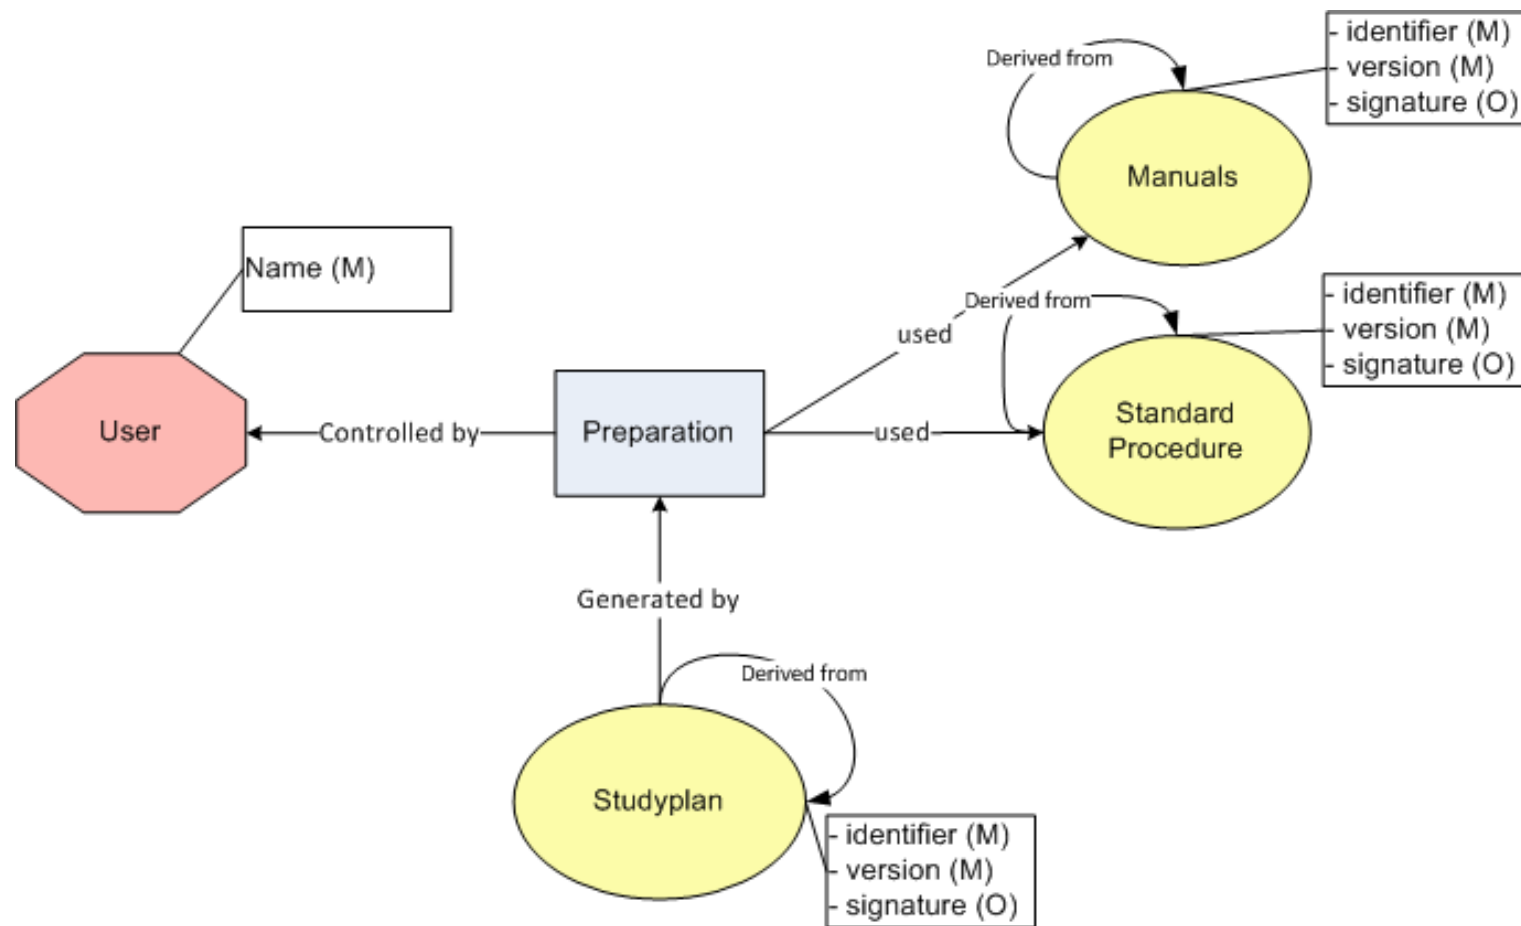 - identifier (M)
- version (M)
- signature (O)
Derived from
Manuals
Name (M)
- identifier (M)
- version (M)
- signature (O)
Derived from
used
Standard
Procedure
User
Controlled by
Preparation
used
Generated by
Derived from
Studyplan
- identifier (M)
- version (M)
- signature (O)